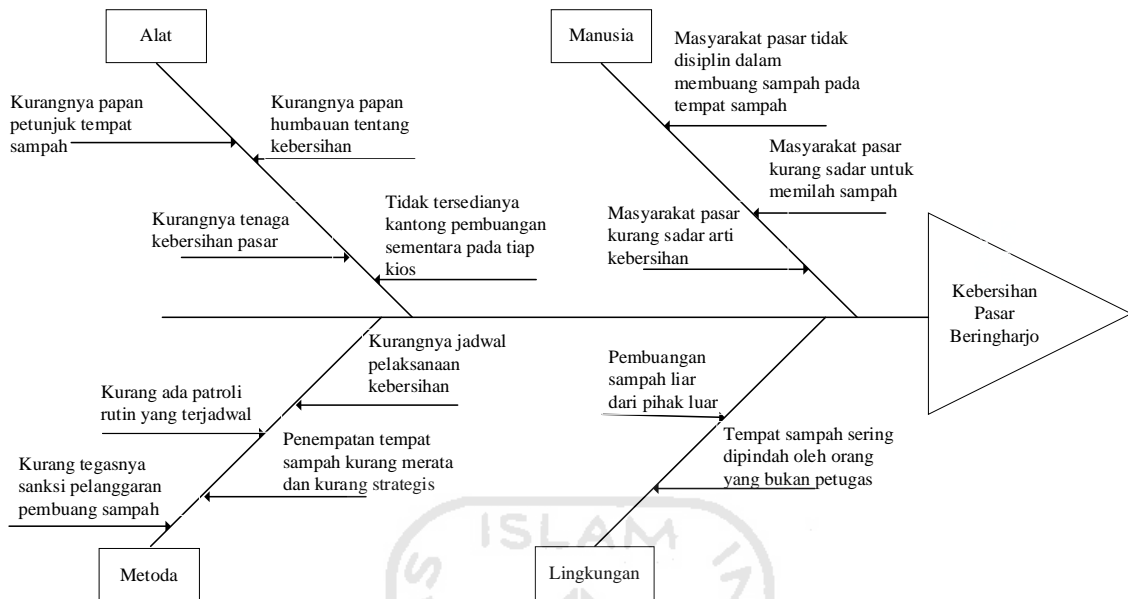 Alat
Manusia
Masyarakat pasar tidak
disiplin dalam
membuang sampah pada
tempat sampah
Kurangnya papan
petunjuk tempat
sampah
Kurangnya papan
humbauan tentang
kebersihan
Masyarakat pasar
kurang sadar untuk
memilah sampah
Kurangnya tenaga
kebersihan pasar
Tidak tersedianya
kantong pembuangan
sementara pada tiap
kios
Masyarakat pasar
kurang sadar arti
kebersihan
Kebersihan
Pasar
Beringharjo
Kurangnya jadwal
pelaksanaan
kebersihan
Pembuangan
sampah liar
dari pihak luar
Kurang ada patroli
rutin yang terjadwal
Penempatan tempat
sampah kurang merata
dan kurang strategis
Tempat sampah sering
dipindah oleh orang
yang bukan petugas
Kurang tegasnya
sanksi pelanggaran
pembuang sampah
Metoda
Lingkungan
ISLAM